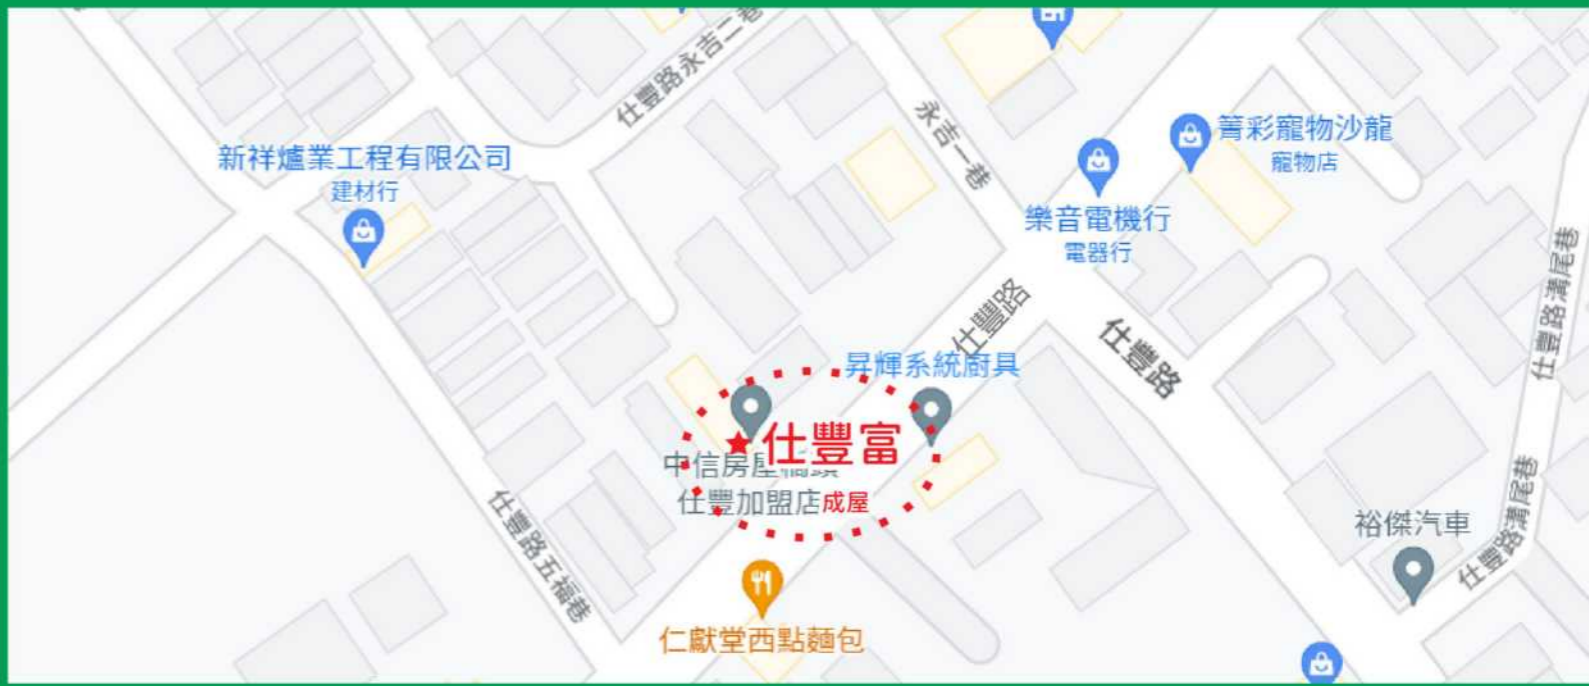 仕豐路永吉二巷
永吉一巷
菁彩寵物沙龍
寵物店
新祥爐業工程有限公司
建材行
樂音電機行
電器行
仕豐路溝尾巷
仕豐路
仕豐路
昇輝系統廚具
仕豐富
中信房屋橋頭
仕豐加盟店成屋
仕豐路五福巷
仕豐路溝尾巷
裕傑汽車
仁獻堂西點麵包